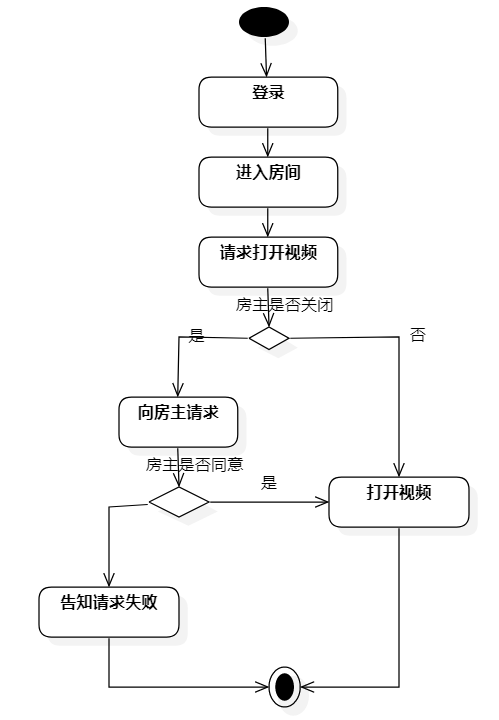 登录
进入房间
请求打开视频
房主是否关闭
是
否
向房主请求
房主是否同意
是
打开视频
告知请求失败